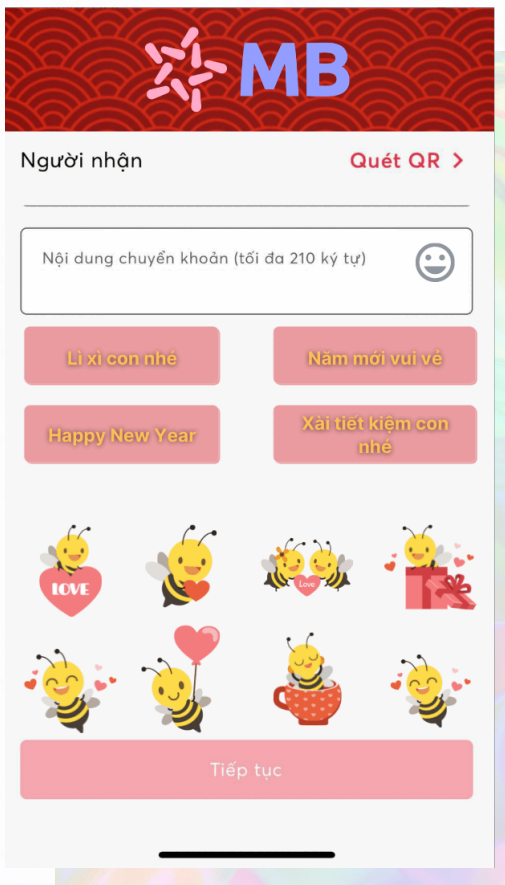 MB
Người nhận
Quét QR >
Nội dung chuyển khoản (tối đa 210 ký tự)
Lì xì con nhé
Năm mới vui vẻ
Happy New Year
Xài tiết kiệm con
nhé
LOVE
Love
Tiếp tục